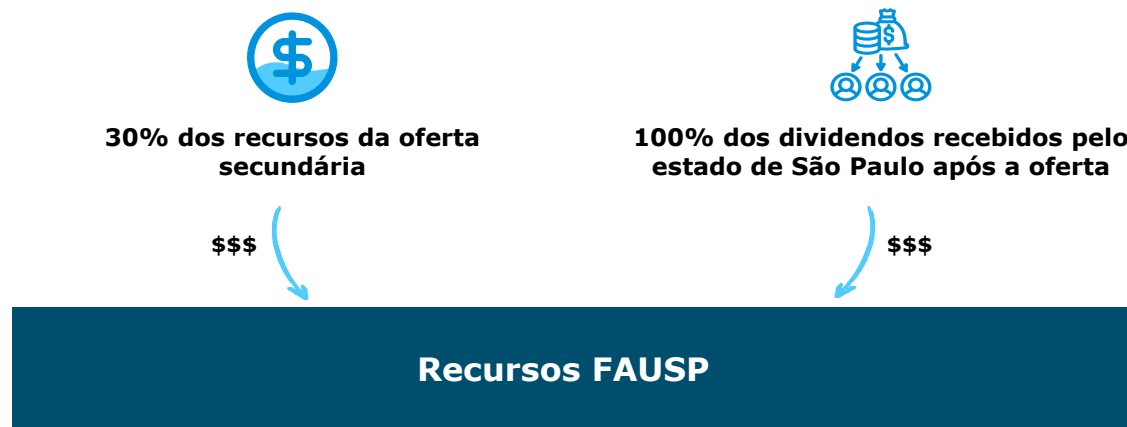 $
$
30% dos recursos da oferta
secundária
100% dos dividendos recebidos pelo
estado de São Paulo após a oferta
$$$
$$$
Recursos FAUSP